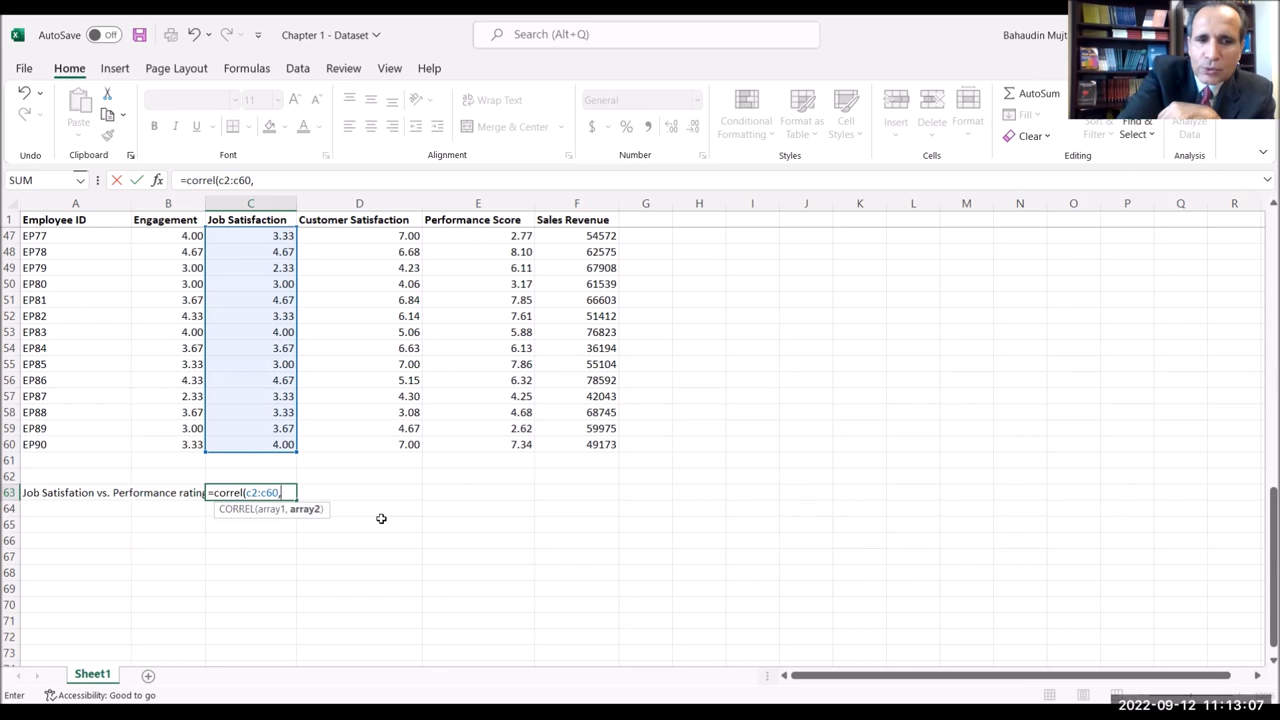 AutoSave Off Chapter 1 - Dataset Search (Alt+Q) Bahaudin Mujt
File Home Insert Page Layout Formulas Data Review View Help
Paste 11 Wrap Text General Conditional Format as Cell Insert Delete Format AutoSum
Merge & Center Formatting Table Styles Fill Sort & Find & Analyze
Clear Filter Select Data
Undo Clipboard Font Alignment Number Styles Cells Editing Analysis
SUM =correl(c2:c60,
A B C D E F G H I J K L M N O P Q R
1 Employee ID Engagement Job Satisfaction Customer Satisfaction Performance Score Sales Revenue
47 EP77 4.00 3.33 7.00 2.77 54572
48 EP78 4.67 4.67 6.68 8.10 62575
49 EP79 3.00 2.33 4.23 6.11 67908
50 EP80 3.00 3.00 4.06 3.17 61539
51 EP81 3.67 4.67 6.84 7.85 66603
52 EP82 4.33 3.33 6.14 7.61 51412
53 EP83 4.00 4.00 5.06 5.88 76823
54 EP84 3.67 3.67 6.63 6.13 36194
55 EP85 3.33 3.00 7.00 7.86 55104
56 EP86 4.33 4.67 5.15 6.32 78592
57 EP87 2.33 3.33 4.30 4.25 42043
58 EP88 3.67 3.33 3.08 4.68 68745
59 EP89 3.00 3.67 4.67 2.62 59975
60 EP90 3.33 4.00 7.00 7.34 49173
61
62
63 Job Satisfation vs. Performance rating =correl(c2:c60,
64 CORREL(array1, array2)
65
66
67
68
69
70
71
72
73
Sheet1
Enter Accessibility: Good to go
2022-09-12 11:13:07